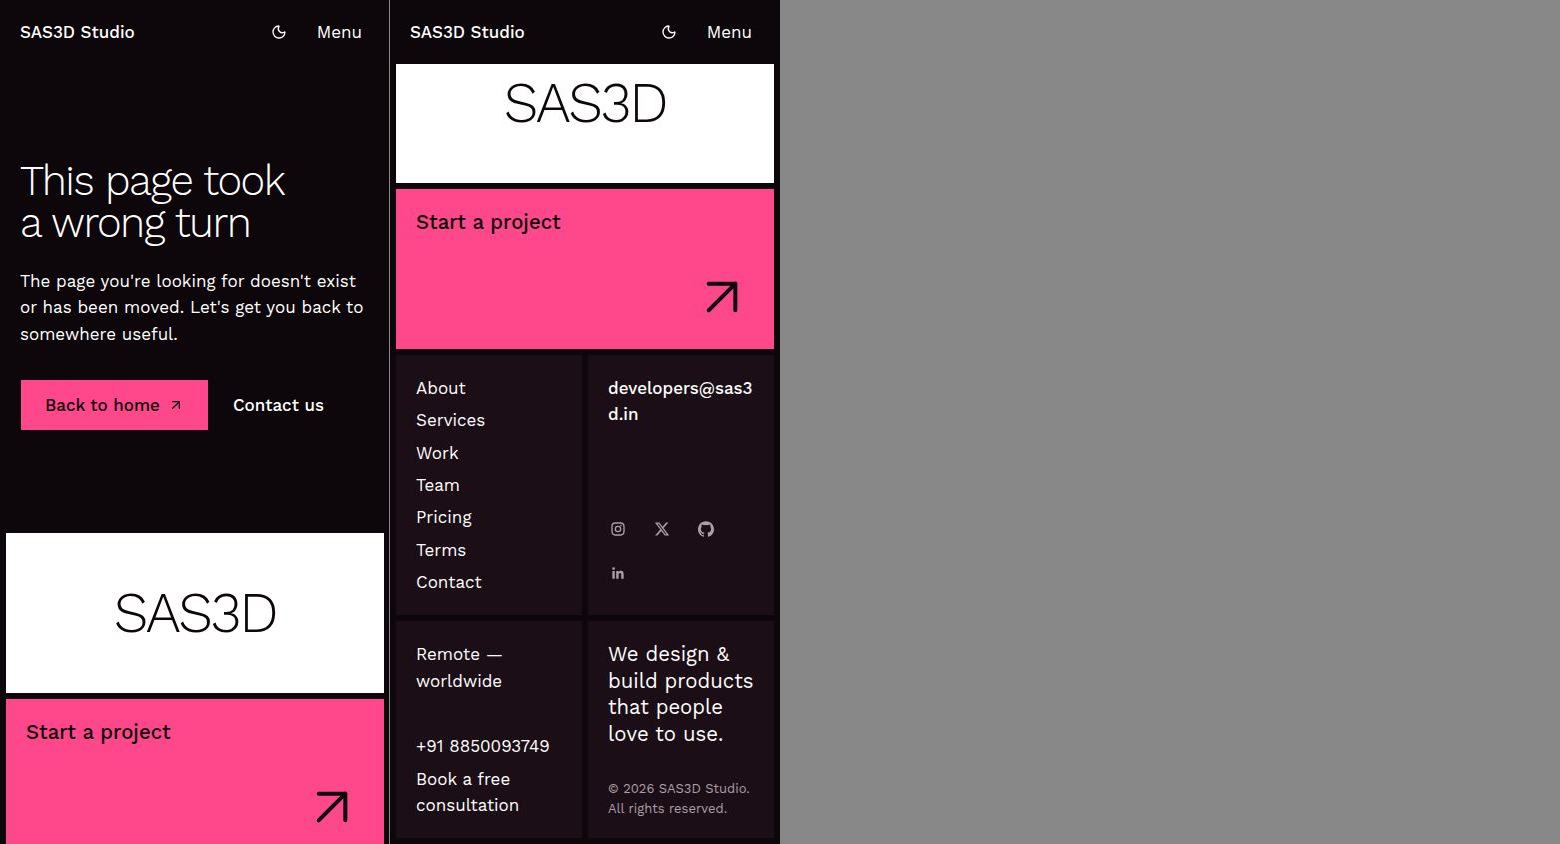 SAS3D Studio
Menu
This page took
a wrong turn
The page you're looking for doesn't exist
or has been moved. Let's get you back to
somewhere useful.
Back to home
Contact us
SAS3D
Start a project
SAS3D Studio
Menu
SAS3D
Start a project
About
Services
Work
Team
Pricing
Terms
Contact
developers@sas3
d.in
Remote —
worldwide
+91 8850093749
Book a free
consultation
We design &
build products
that people
love to use.
© 2026 SAS3D Studio.
All rights reserved.